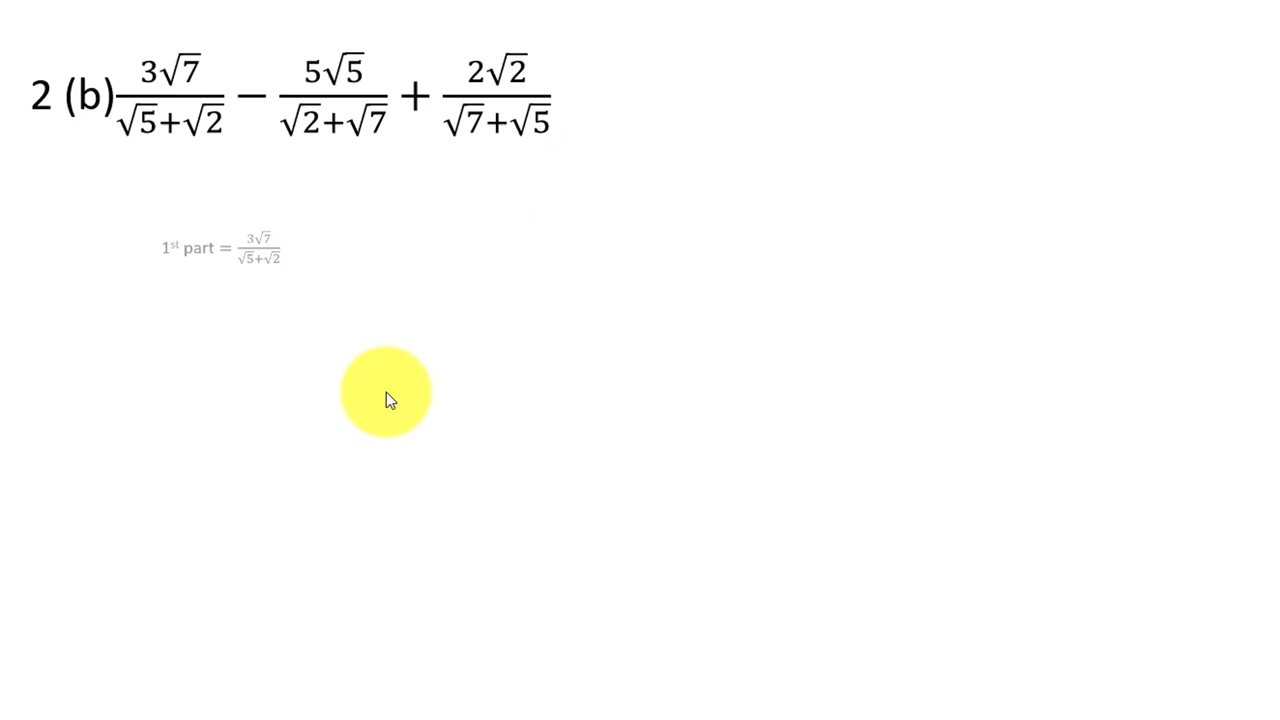 2 (b) 3√7/(√5+√2) − 5√5/(√2+√7) + 2√2/(√7+√5)
1st part = 3√7/(√5+√2)